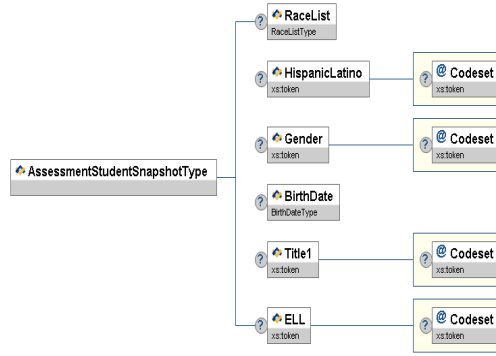 RaceList
RaceListType
? HispanicLatino
xs:token
? @ Codeset
xs:token
? Gender
xs:token
? @ Codeset
xs:token
AssessmentStudentSnapshotType
? BirthDate
BirthDateType
? Title1
xs:token
? @ Codeset
xs:token
? ELL
xs:token
? @ Codeset
xs:token